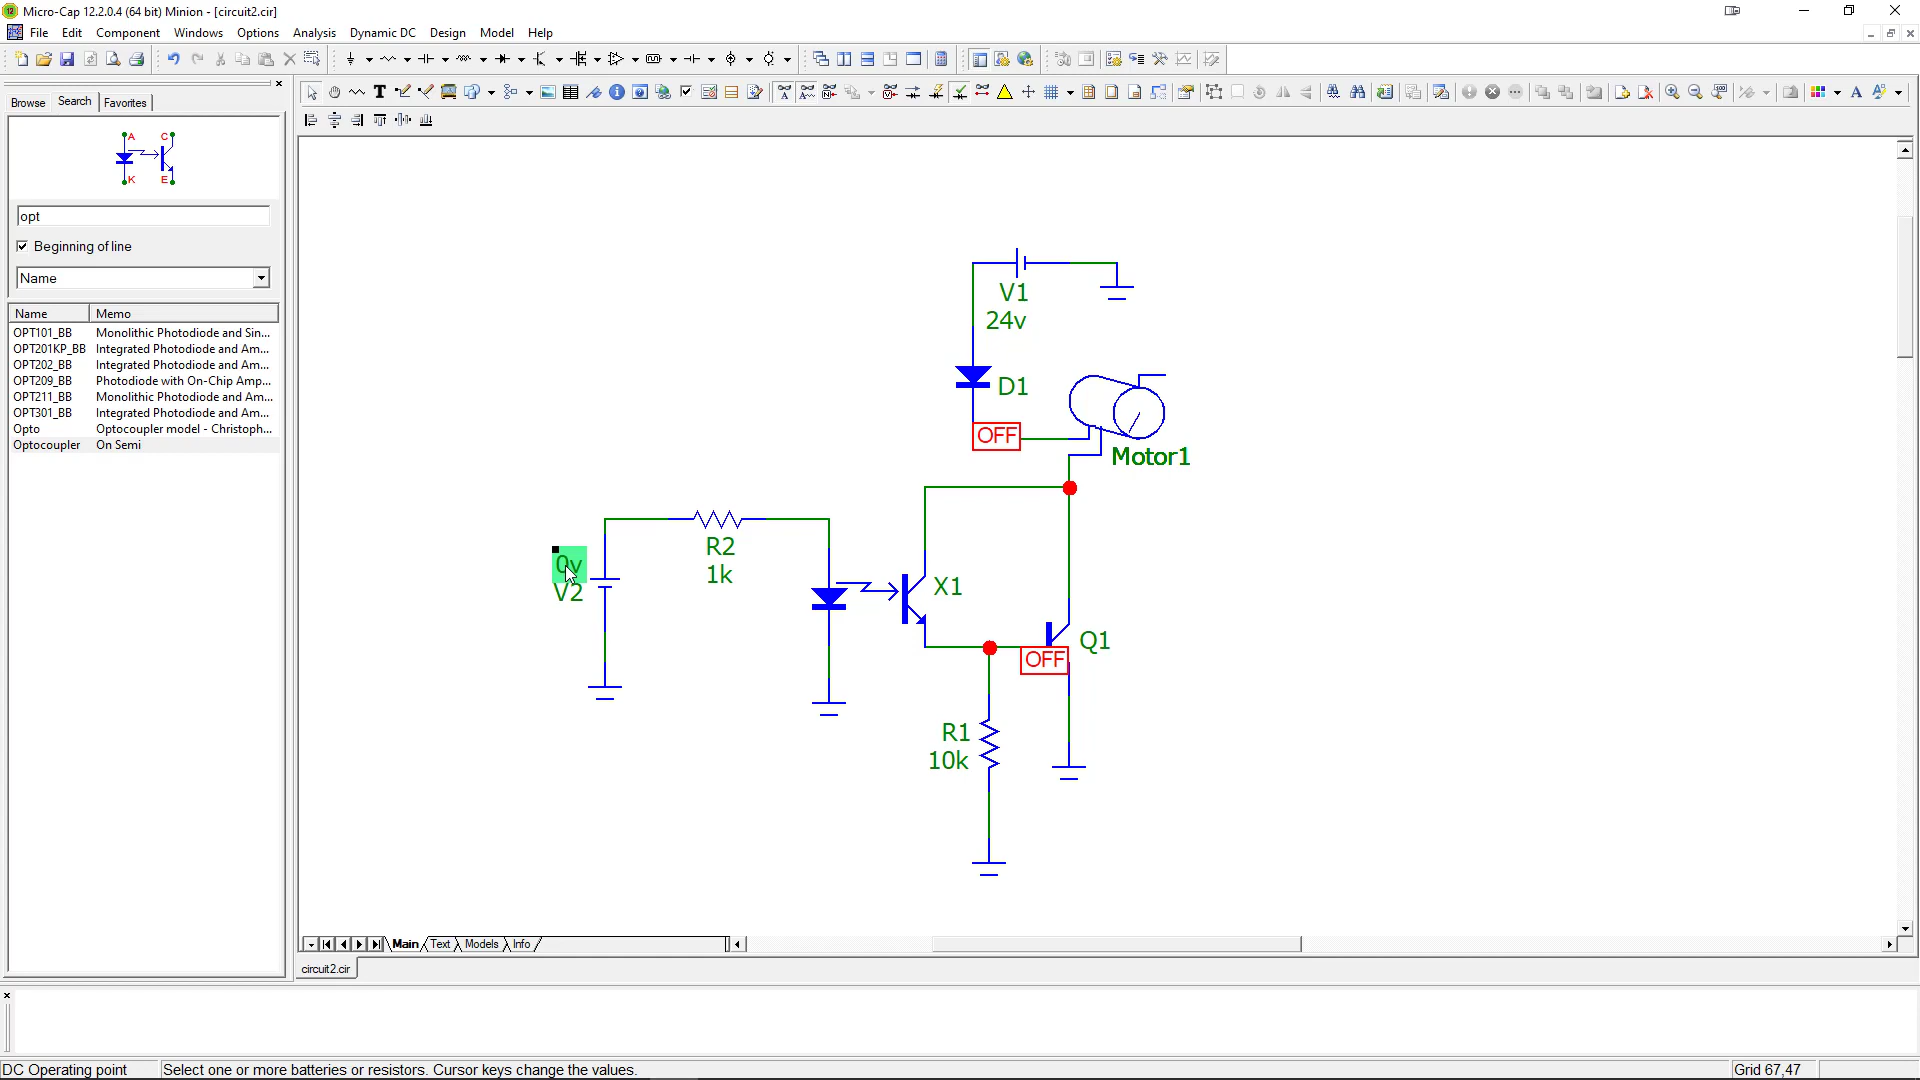 Micro-Cap 12.2.0.4 (64 bit) Minion - [circuit2.cir]
File Edit Component Windows Options Analysis Dynamic DC Design Model Help
Browse Search Favorites
A C
K E
opt
Beginning of line
Name
Name Memo
OPT101_BB Monolithic Photodiode and Sin...
OPT201KP_BB Integrated Photodiode and Am...
OPT202_BB Integrated Photodiode and Am...
OPT209_BB Photodiode with On-Chip Amp...
OPT211_BB Monolithic Photodiode and Am...
OPT301_BB Integrated Photodiode and Am...
Opto Optocoupler model - Christoph...
Optocoupler On Semi
V1
24v
D1
OFF
Motor1
R2
1k
0v
V2
X1
Q1
OFF
R1
10k
Main Text Models Info
circuit2.cir
DC Operating point Select one or more batteries or resistors. Cursor keys change the values. Grid 67,47